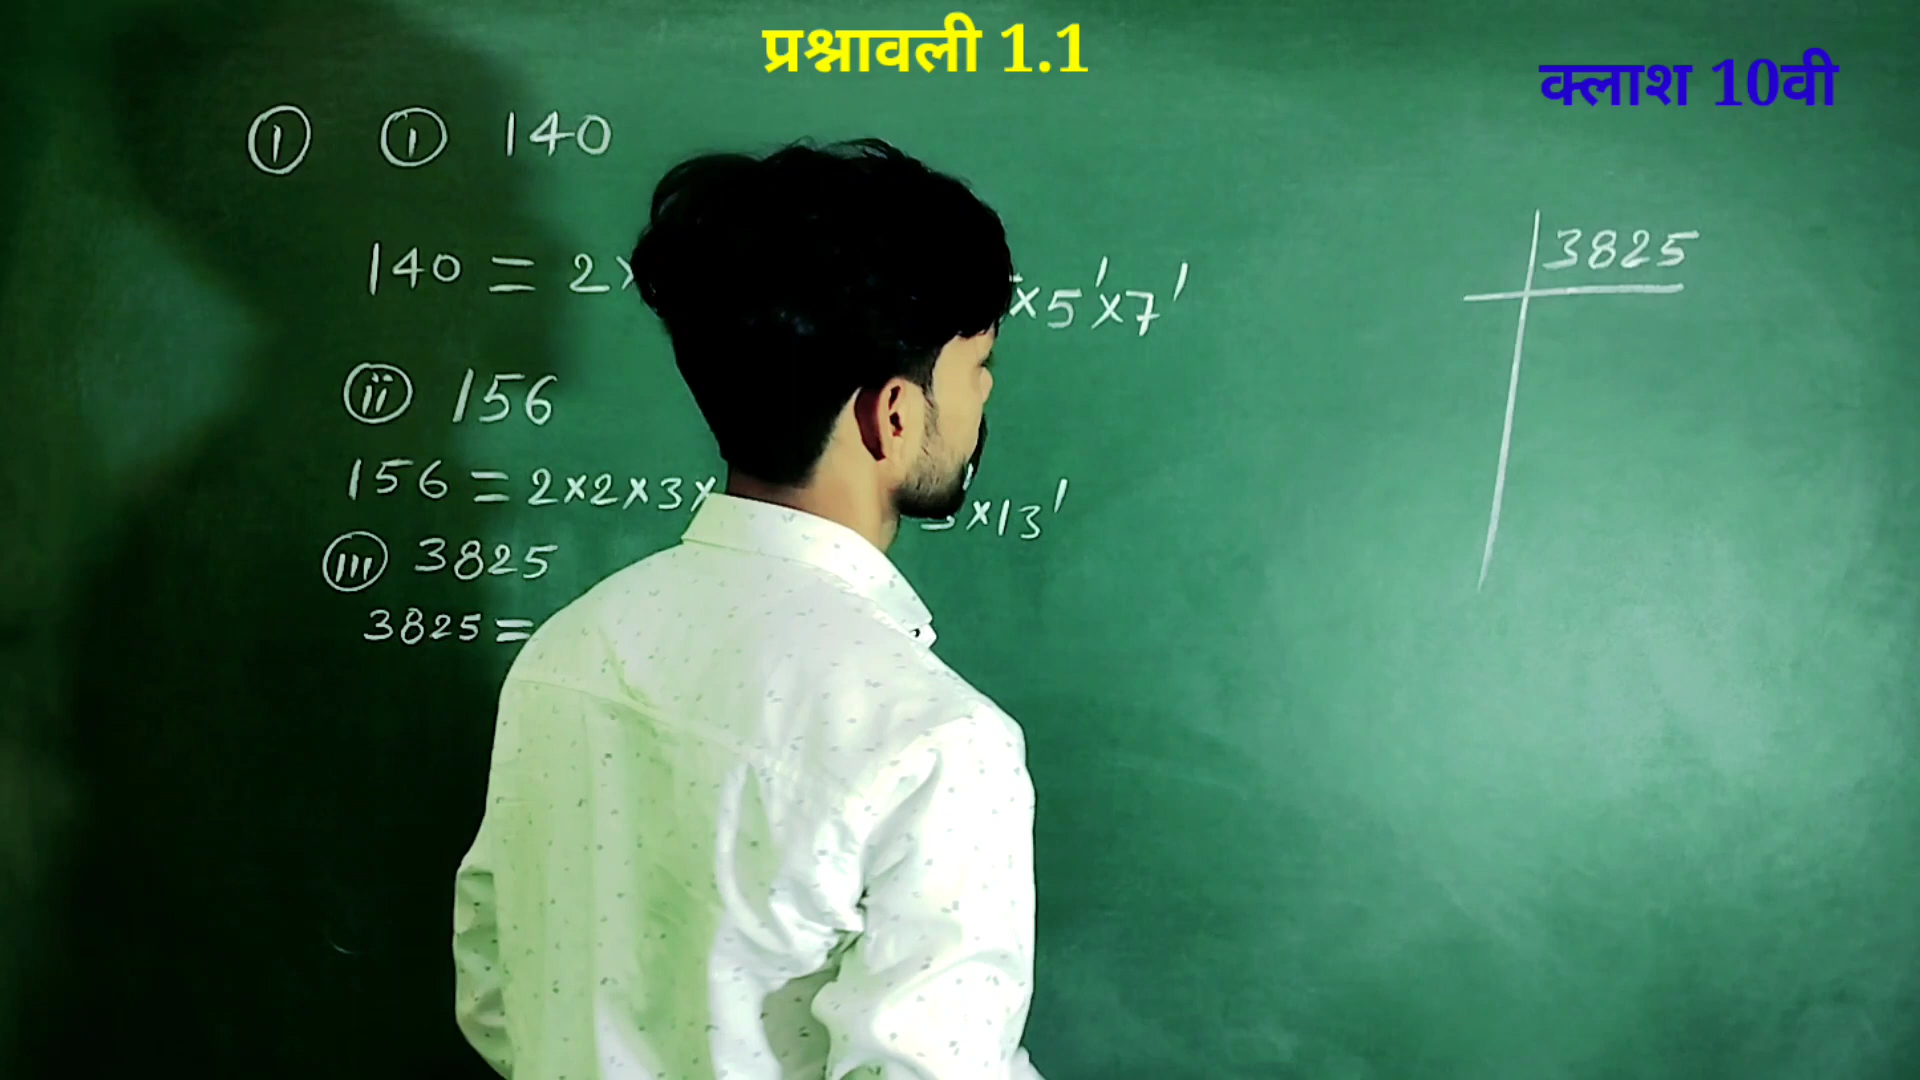 प्रश्नावली 1.1
क्लाश 10वी
① ① 140
140 = 2× ×5¹×7¹
ⅱ 156
156 = 2×2×3× 3¹×13¹
ⅲ 3825
3825 =
3825